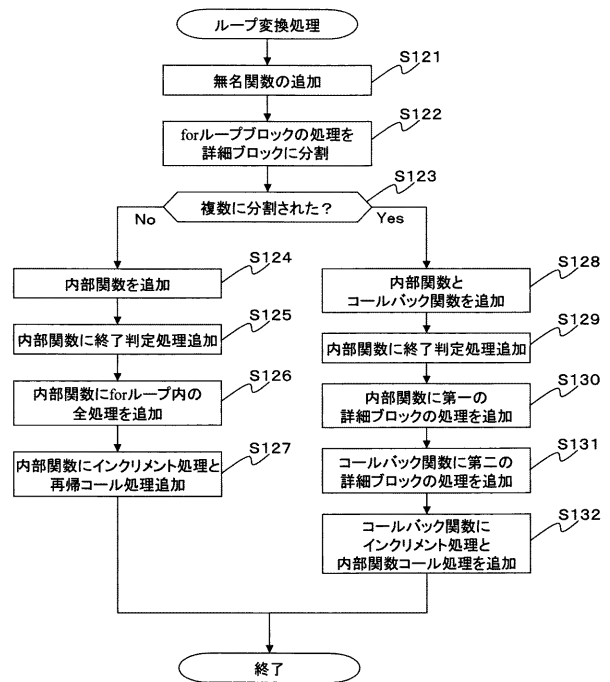 ループ変換処理
S121
無名関数の追加
S122
forループブロックの処理を
詳細ブロックに分割
S123
複数に分割された？
No
Yes
S124
内部関数を追加
S125
内部関数に終了判定処理追加
S126
内部関数にforループ内の
全処理を追加
S127
内部関数にインクリメント処理と
再帰コール処理追加
S128
内部関数と
コールバック関数を追加
S129
内部関数に終了判定処理追加
S130
内部関数に第一の
詳細ブロックの処理を追加
S131
コールバック関数に第二の
詳細ブロックの処理を追加
S132
コールバック関数に
インクリメント処理と
内部関数コール処理を追加
終了